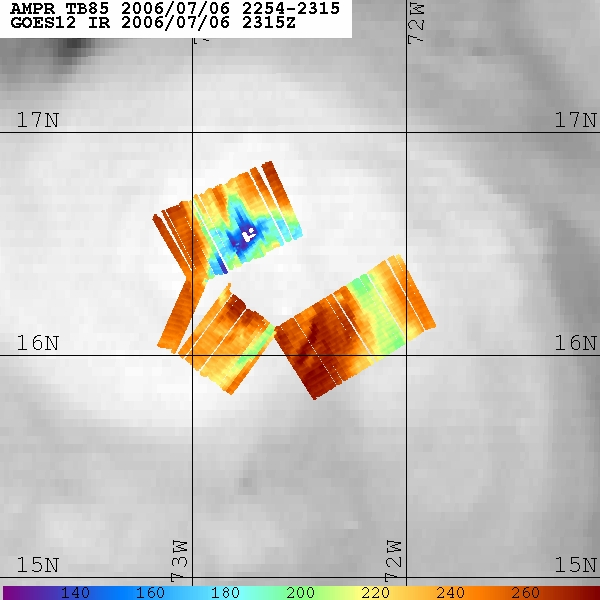 AMPR TB85 2006/07/06 2254-2315
GOES12 IR 2006/07/06 2315Z
72W
17N 17N
16N 16N
73W 72W
15N 15N
140 160 180 200 220 240 260